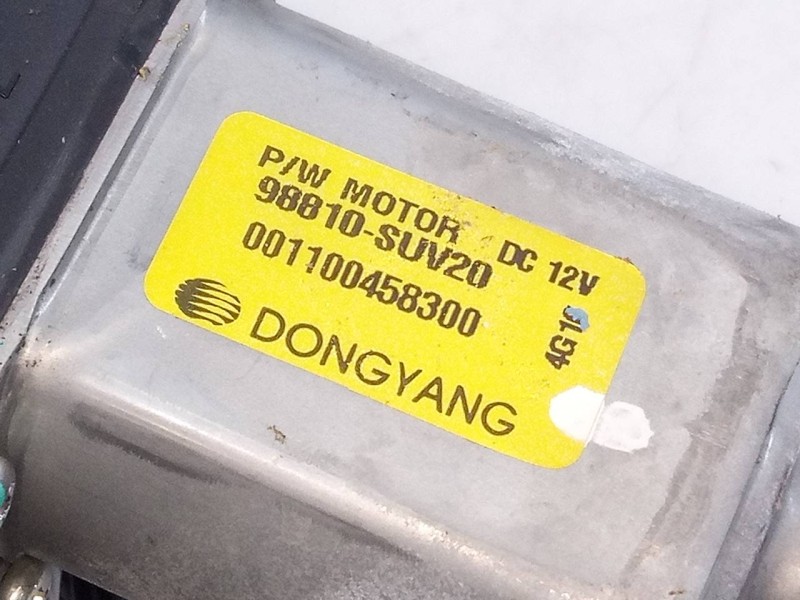 P/W MOTOR DC 12V
98810-SUV20
001100458300
DONGYANG